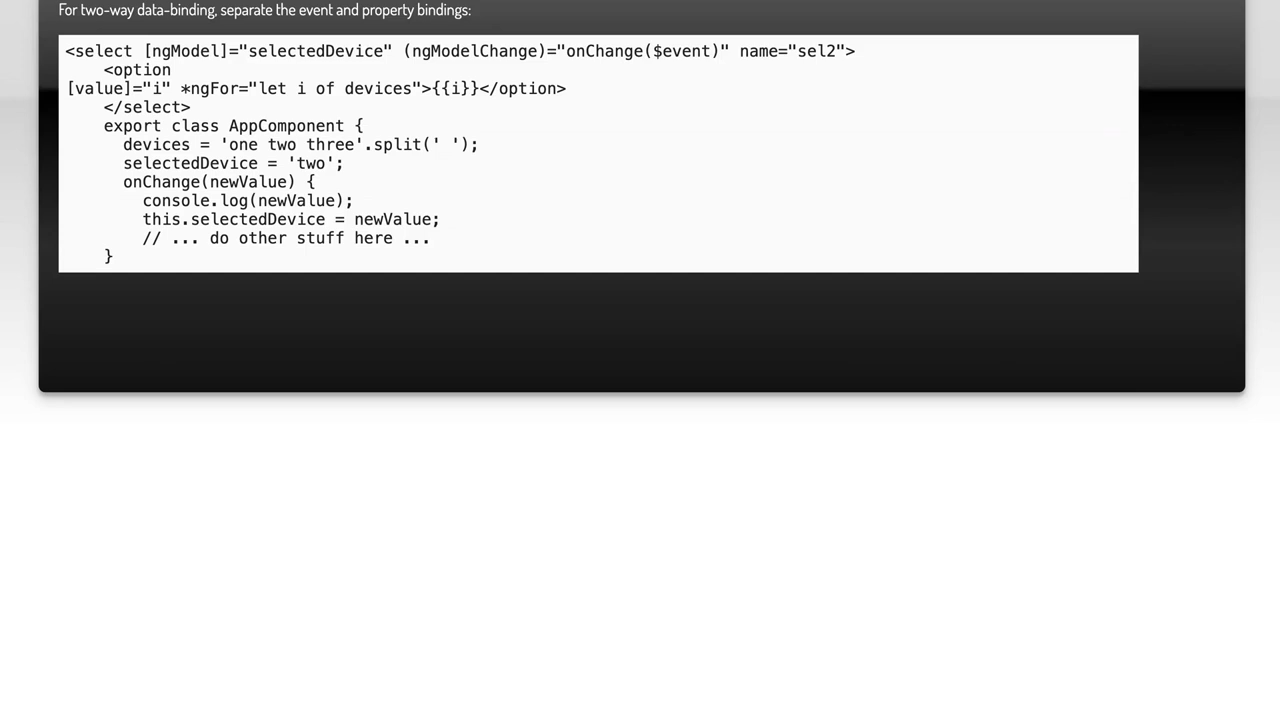 For two-way data-binding, separate the event and property bindings:
<select [ngModel]="selectedDevice" (ngModelChange)="onChange($event)" name="sel2">
    <option
[value]="i" *ngFor="let i of devices">{{i}}</option>
    </select>
    export class AppComponent {
      devices = 'one two three'.split(' ');
      selectedDevice = 'two';
      onChange(newValue) {
        console.log(newValue);
        this.selectedDevice = newValue;
        // ... do other stuff here ...
    }